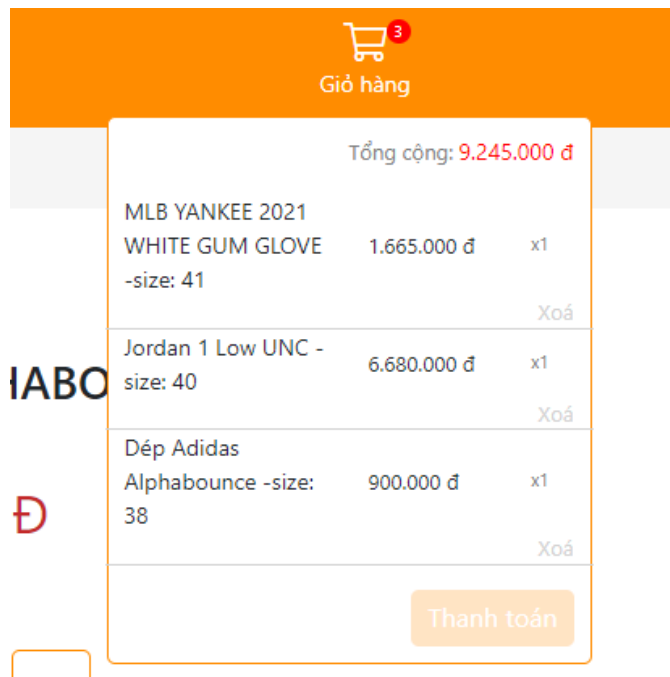 3
Giỏ hàng
Tổng cộng: 9.245.000 đ
MLB YANKEE 2021
WHITE GUM GLOVE 1.665.000 đ x1
-size: 41
Xoá
Jordan 1 Low UNC -
size: 40 6.680.000 đ x1
Xoá
Dép Adidas
Alphabounce -size: 900.000 đ x1
38
Xoá
Đ
Thanh toán